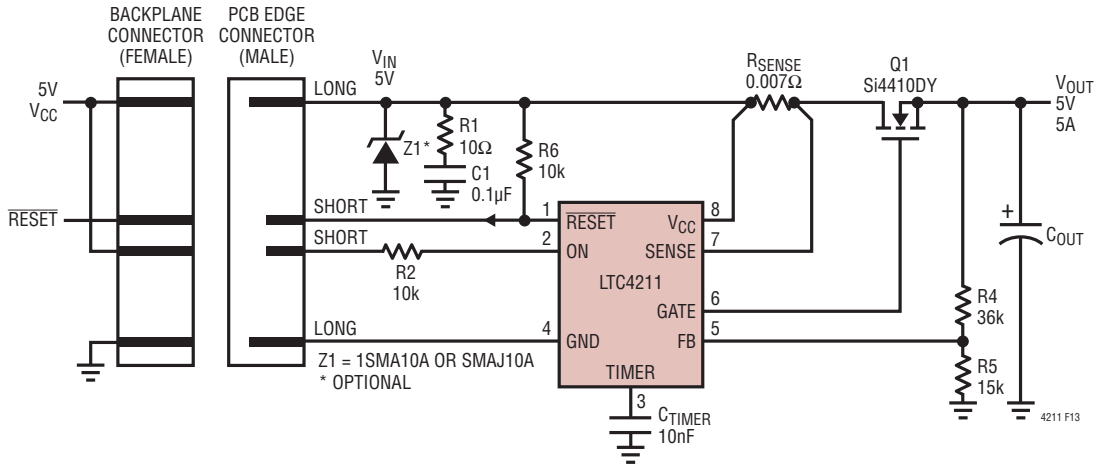 BACKPLANE
CONNECTOR
(FEMALE)
PCB EDGE
CONNECTOR
(MALE)
5V
VCC
RESET
LONG
SHORT
SHORT
LONG
VIN
5V
Z1*
R1
10Ω
C1
0.1µF
R6
10k
R2
10k
RSENSE
0.007Ω
Q1
Si4410DY
VOUT
5V
5A
1
RESET
2
ON
4
GND
VCC
8
SENSE
7
LTC4211
GATE
6
FB
5
TIMER
3
CTIMER
10nF
R4
36k
R5
15k
+
COUT
Z1 = 1SMA10A OR SMAJ10A
* OPTIONAL
4211 F13